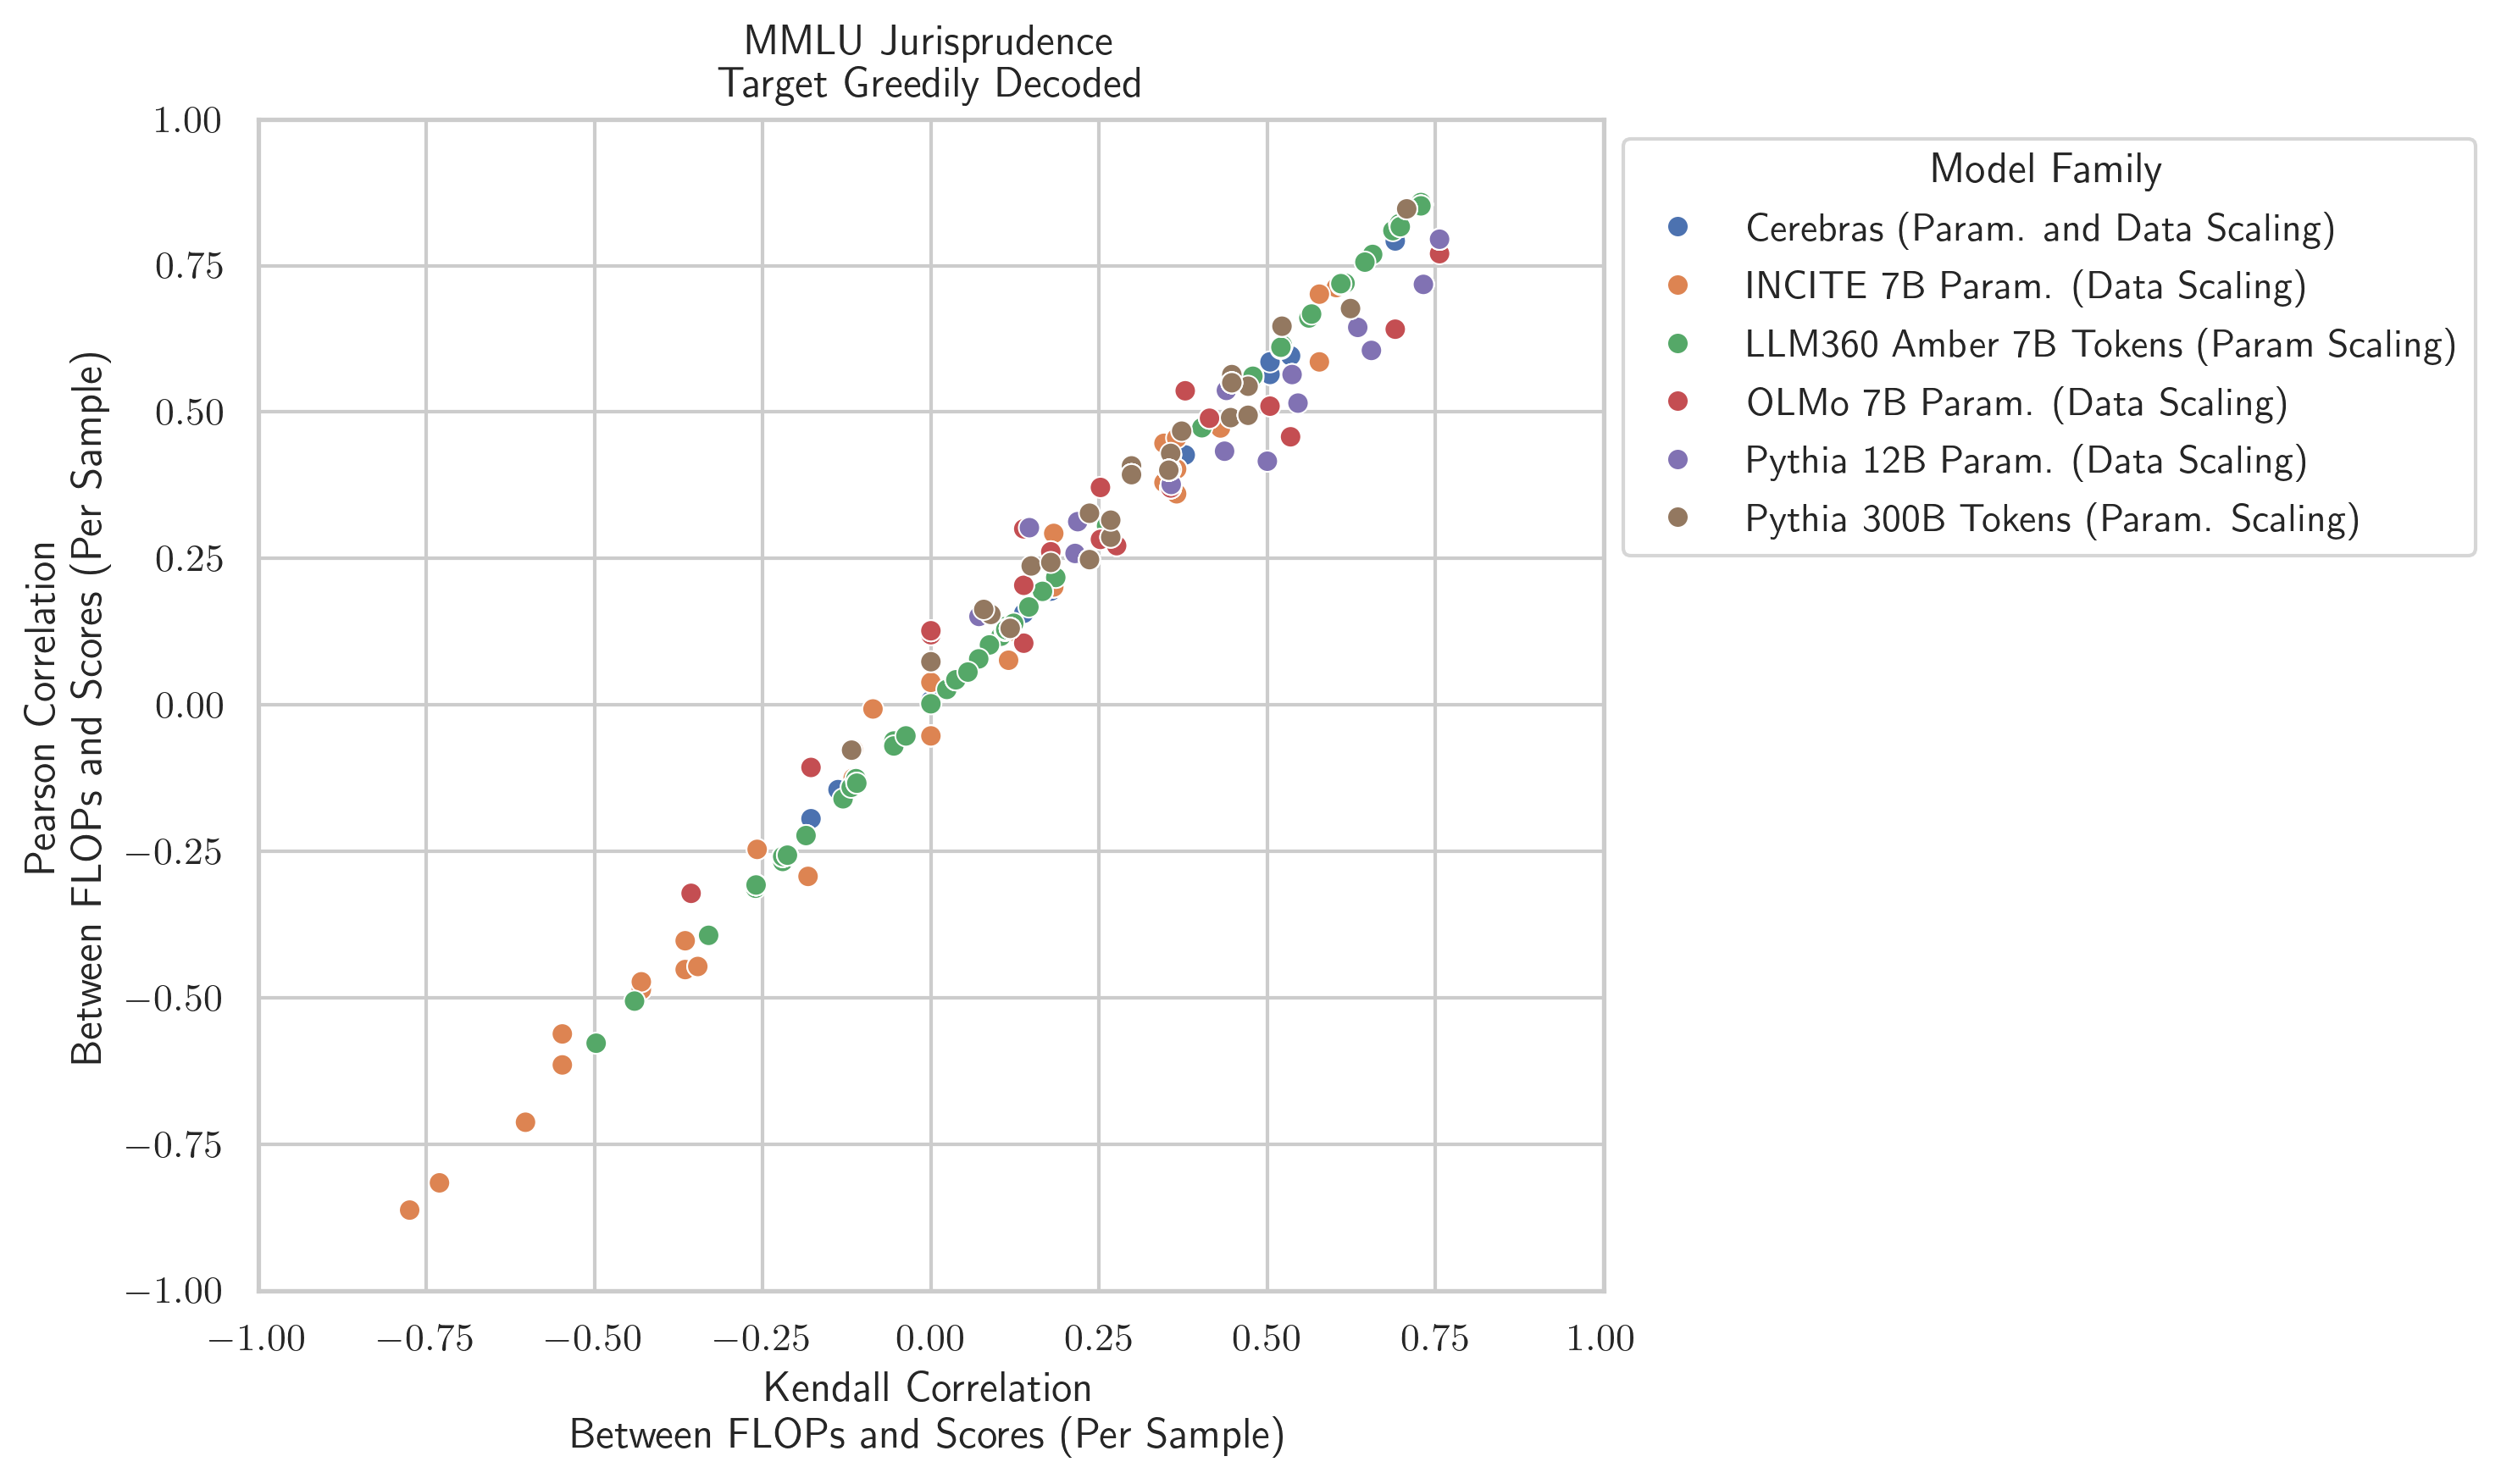 MMLU Jurisprudence
Target Greedily Decoded
1.00
0.75
0.50
0.25
0.00
−0.25
−0.50
−0.75
−1.00
Pearson Correlation
Between FLOPs and Scores (Per Sample)
−1.00 −0.75 −0.50 −0.25 0.00 0.25 0.50 0.75 1.00
Kendall Correlation
Between FLOPs and Scores (Per Sample)
Model Family
Cerebras (Param. and Data Scaling)
INCITE 7B Param. (Data Scaling)
LLM360 Amber 7B Tokens (Param Scaling)
OLMo 7B Param. (Data Scaling)
Pythia 12B Param. (Data Scaling)
Pythia 300B Tokens (Param. Scaling)